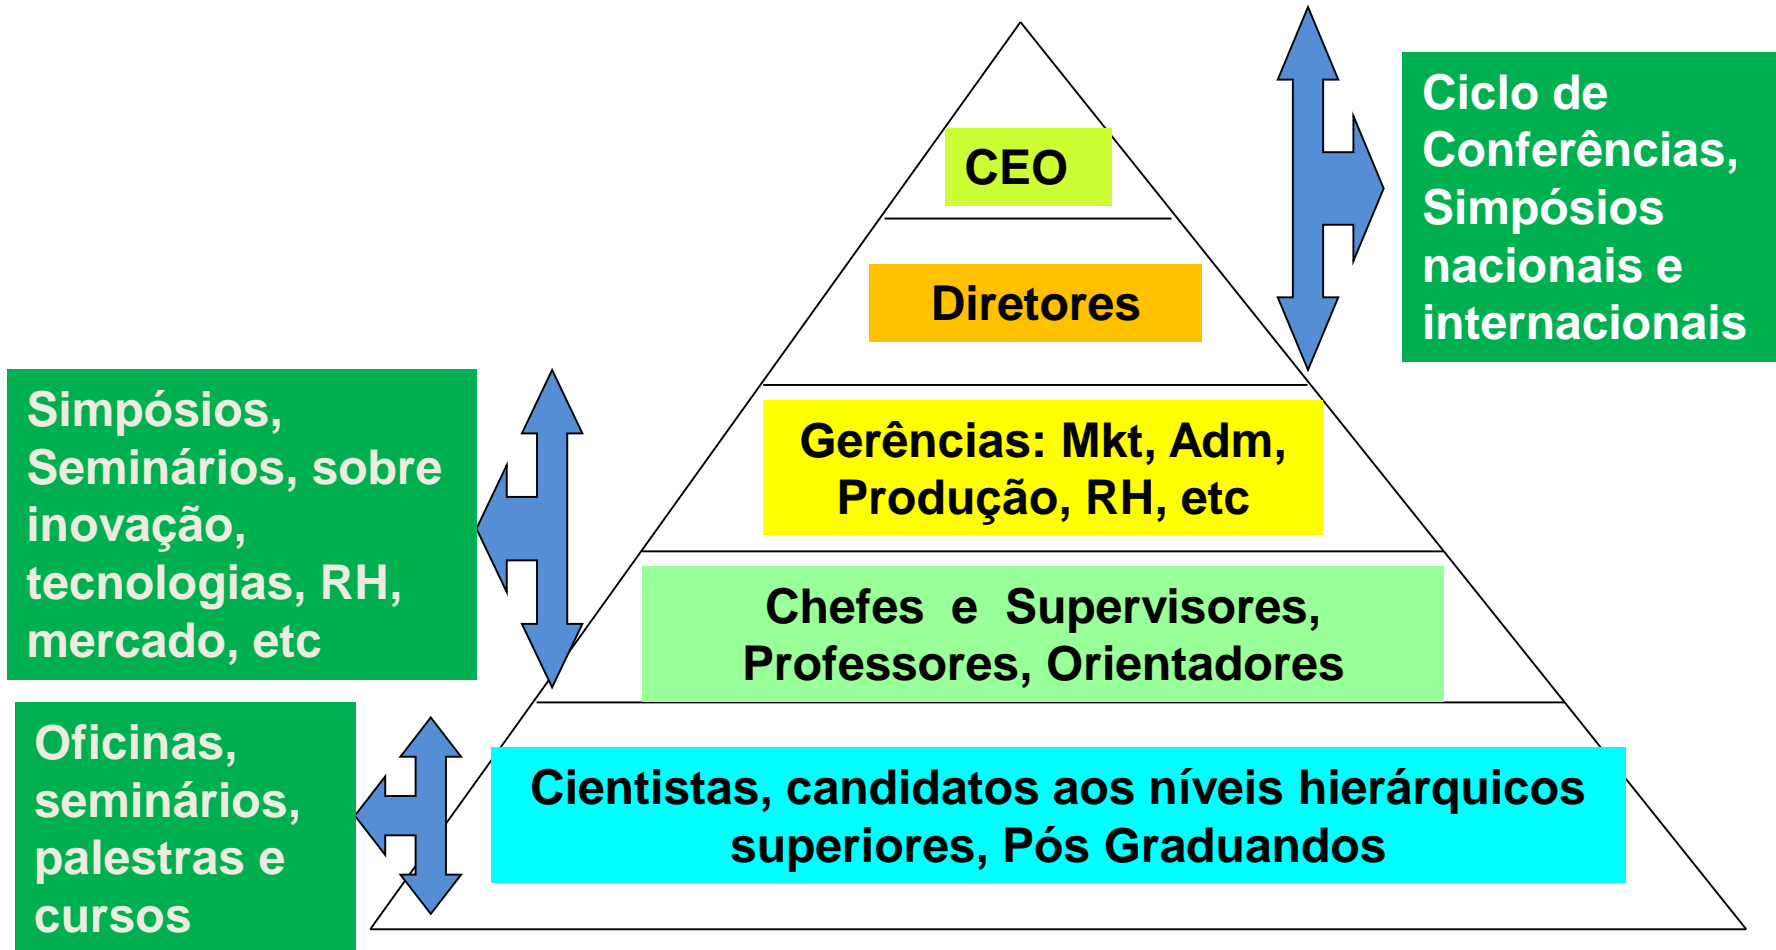 CEO
Diretores
Gerências: Mkt, Adm,
Produção, RH, etc
Chefes e Supervisores,
Professores, Orientadores
Cientistas, candidatos aos níveis hierárquicos
superiores, Pós Graduandos
Ciclo de
Conferências,
Simpósios
nacionais e
internacionais
Simpósios,
Seminários, sobre
inovação,
tecnologias, RH,
mercado, etc
Oficinas,
seminários,
palestras e
cursos